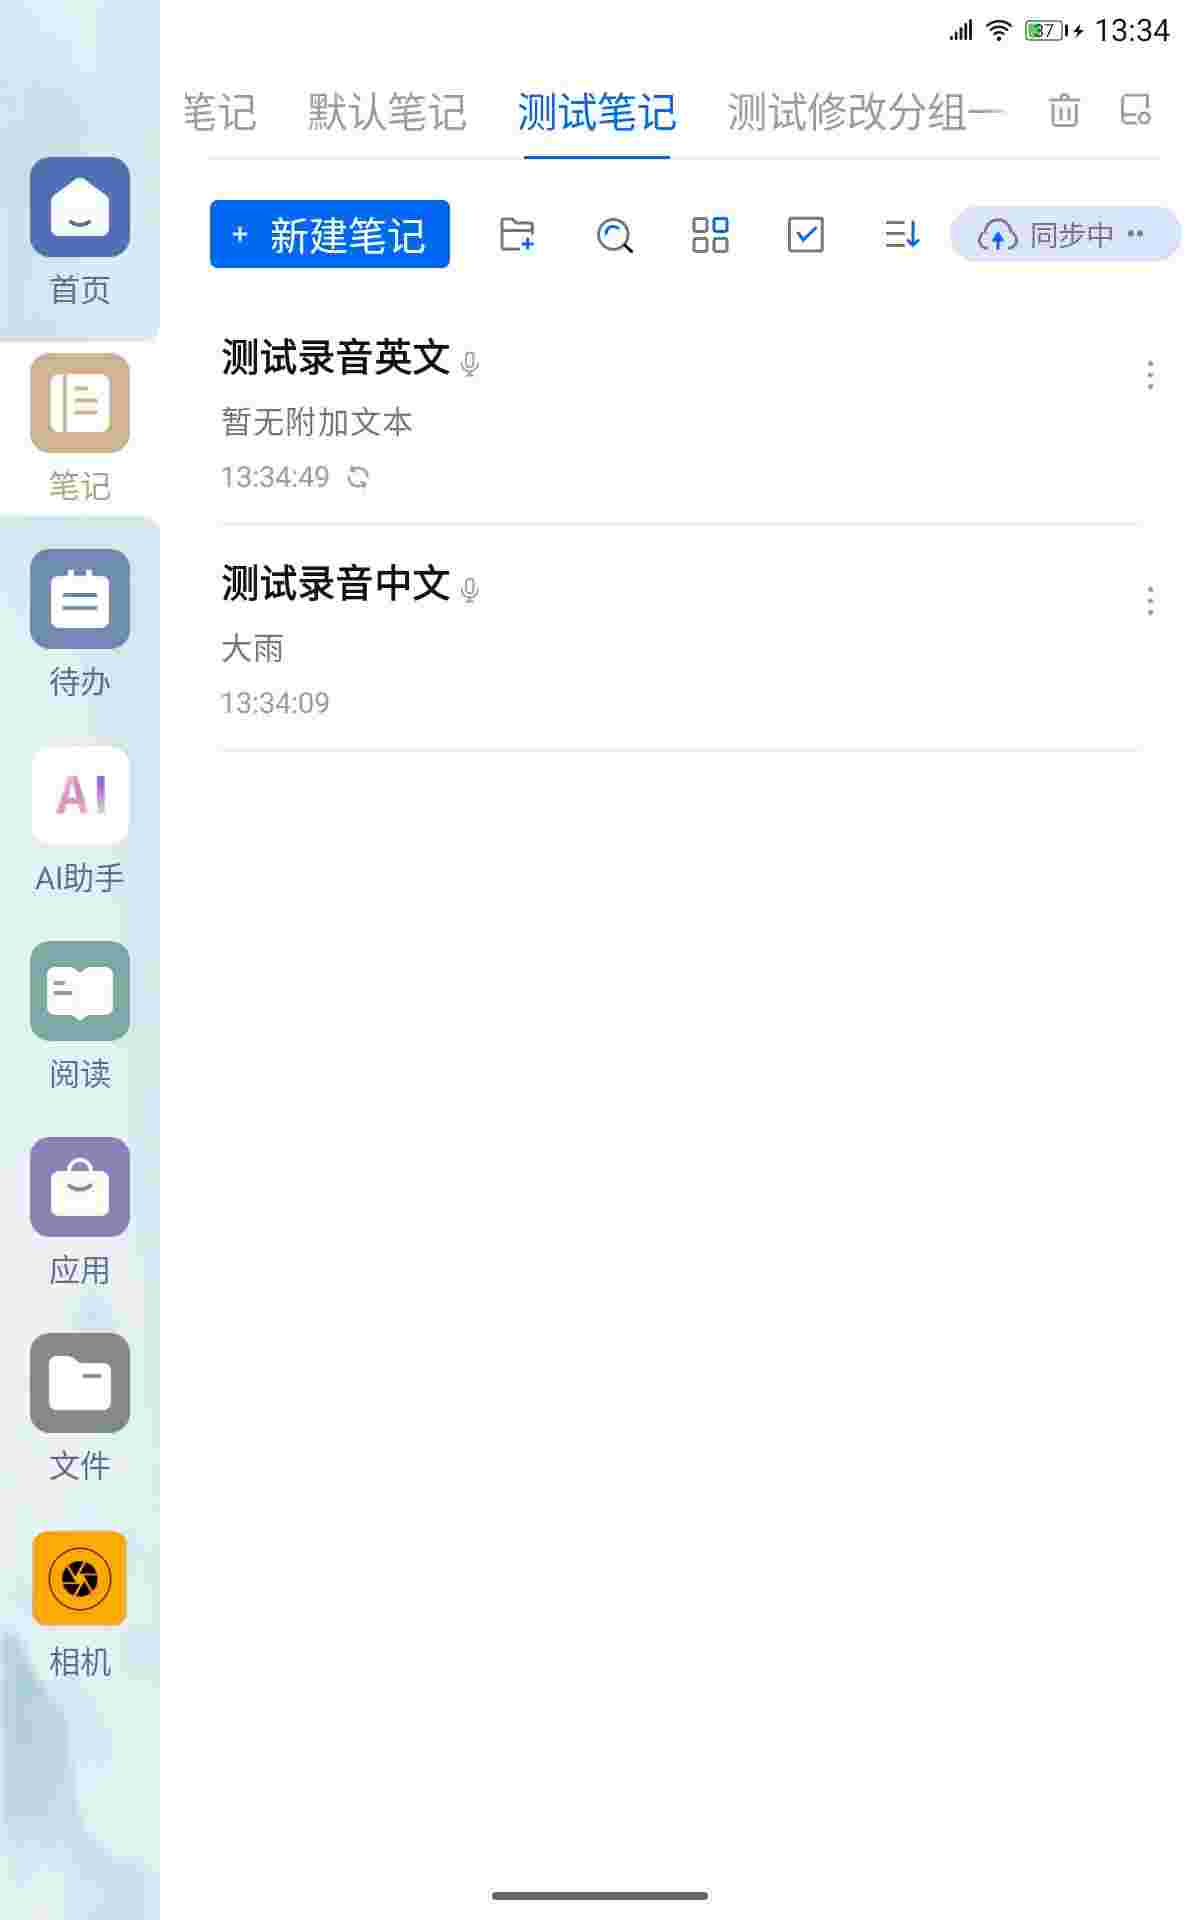 37 13:34
笔记 默认笔记 测试笔记 测试修改分组一
+ 新建笔记 同步中 ··
首页
笔记
待办
AI
AI助手
阅读
应用
文件
相机
测试录音英文
暂无附加文本
13:34:49
测试录音中文
大雨
13:34:09